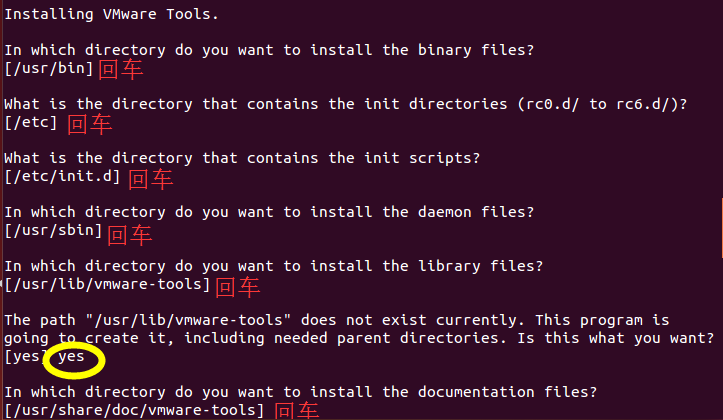 Installing VMware Tools.
In which directory do you want to install the binary files?
[/usr/bin] 回车
What is the directory that contains the init directories (rc0.d/ to rc6.d/)?
[/etc] 回车
What is the directory that contains the init scripts?
[/etc/init.d] 回车
In which directory do you want to install the daemon files?
[/usr/sbin] 回车
In which directory do you want to install the library files?
[/usr/lib/vmware-tools] 回车
The path "/usr/lib/vmware-tools" does not exist currently. This program is
going to create it, including needed parent directories. Is this what you want?
[yes] yes
In which directory do you want to install the documentation files?
[/usr/share/doc/vmware-tools] 回车